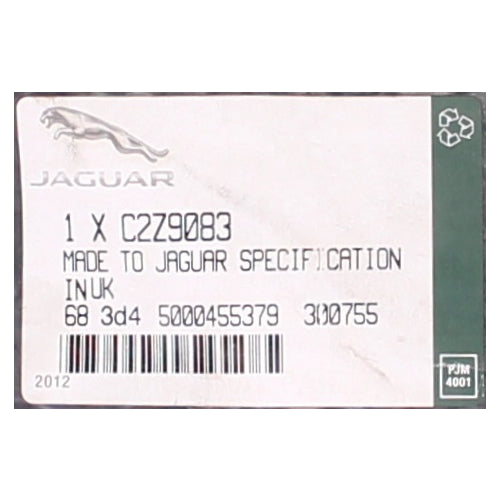 JAGUAR
1 X C2Z9083
MADE TO JAGUAR SPECIFICATION
IN UK
68 3d4 5000455379 300755
2012
PJM
4001